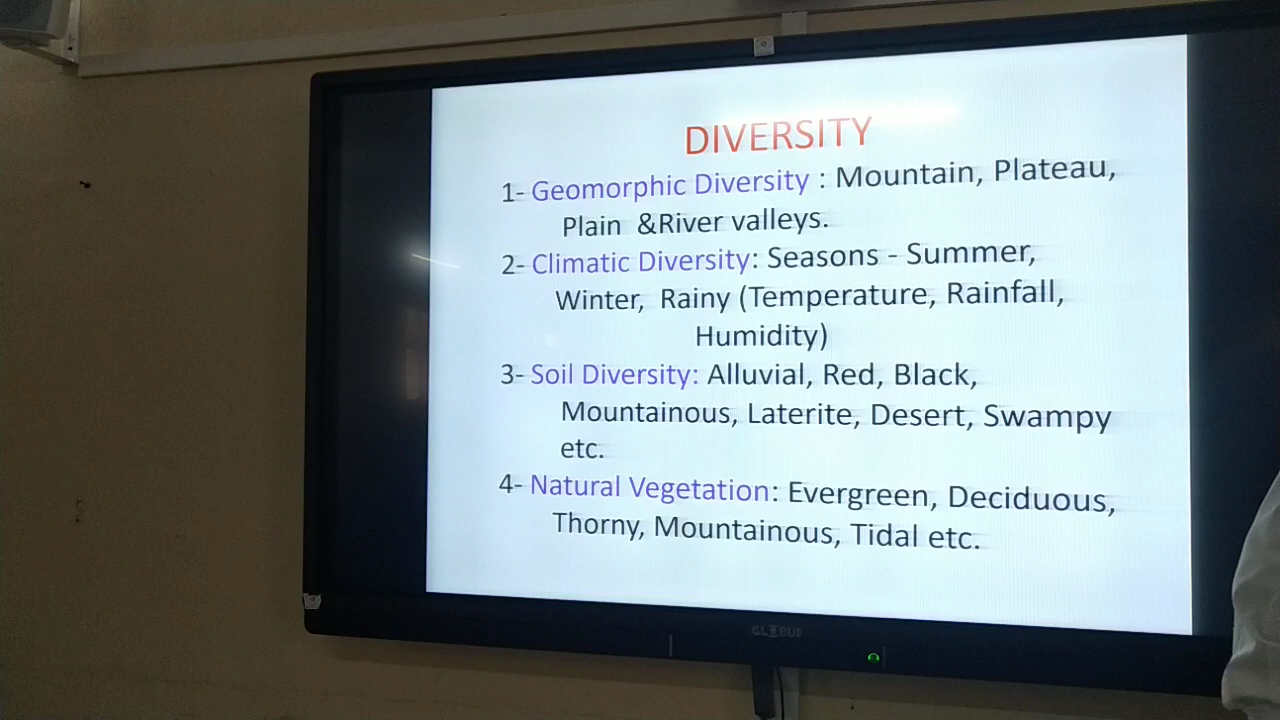 DIVERSITY
1- Geomorphic Diversity : Mountain, Plateau,
Plain &River valleys.
2- Climatic Diversity: Seasons - Summer,
Winter, Rainy (Temperature, Rainfall,
Humidity)
3- Soil Diversity: Alluvial, Red, Black,
Mountainous, Laterite, Desert, Swampy
etc.
4- Natural Vegetation: Evergreen, Deciduous,
Thorny, Mountainous, Tidal etc.
GLOBUS